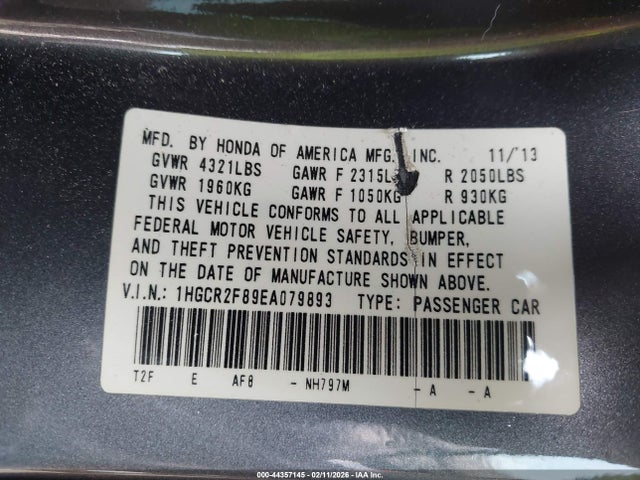 MFD. BY HONDA OF AMERICA MFG., INC. 11/'13
GVWR 4321LBS GAWR F 2315L R 2050LBS
GVWR 1960KG GAWR F 1050KG R 930KG
THIS VEHICLE CONFORMS TO ALL APPLICABLE
FEDERAL MOTOR VEHICLE SAFETY, BUMPER,
AND THEFT PREVENTION STANDARDS IN EFFECT
ON THE DATE OF MANUFACTURE SHOWN ABOVE.
V.I.N.: 1HGCR2F89EA079893 TYPE: PASSENGER CAR
T2F E AF8 - NH797M - A - A
000-44357145 - 02/11/2026 - IAA Inc.